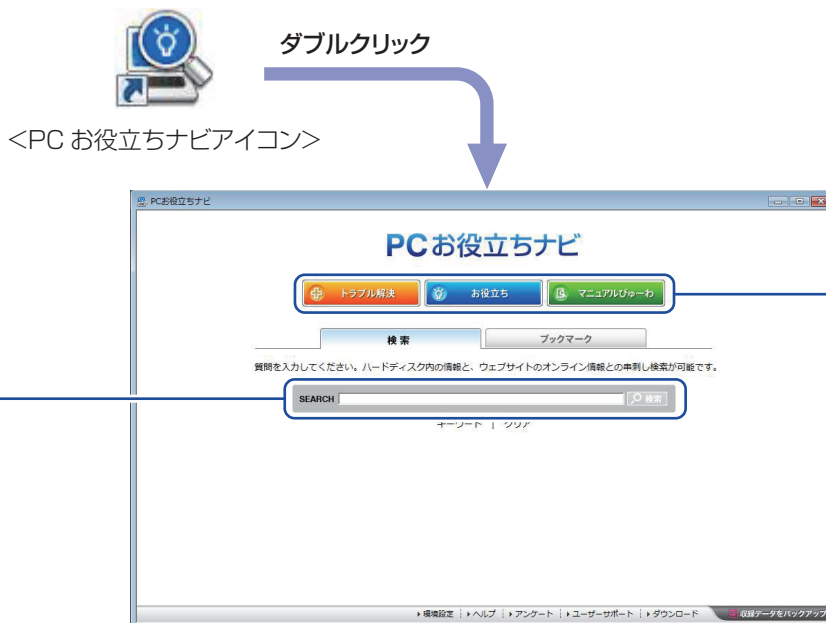 ダブルクリック
<PC お役立ちナビアイコン>
PCお役立ちナビ
PCお役立ちナビ
トラブル解決
お役立ち
マニュアルびゅーわ
検索
ブックマーク
質問を入力してください。ハードディスク内の情報と、ウェブサイトのオンライン情報との串刺し検索が可能です。
SEARCH
検索
キーワード | クリア
環境設定 ヘルプ アンケート ユーザーサポート ダウンロード 収録データをバックアップ